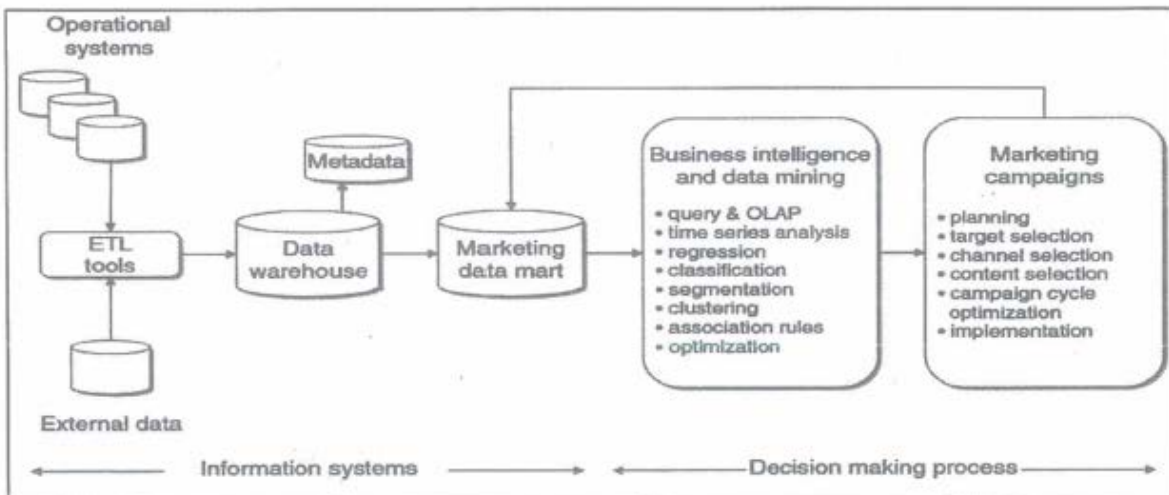 Operational
systems
Metadata
ETL
tools
Data
warehouse
Marketing
data mart
Business intelligence
and data mining
• query & OLAP
• time series analysis
• regression
• classification
• segmentation
• clustering
• association rules
• optimization
Marketing
campaigns
• planning
• target selection
• channel selection
• content selection
• campaign cycle
optimization
• implementation
External data
Information systems
Decision making process